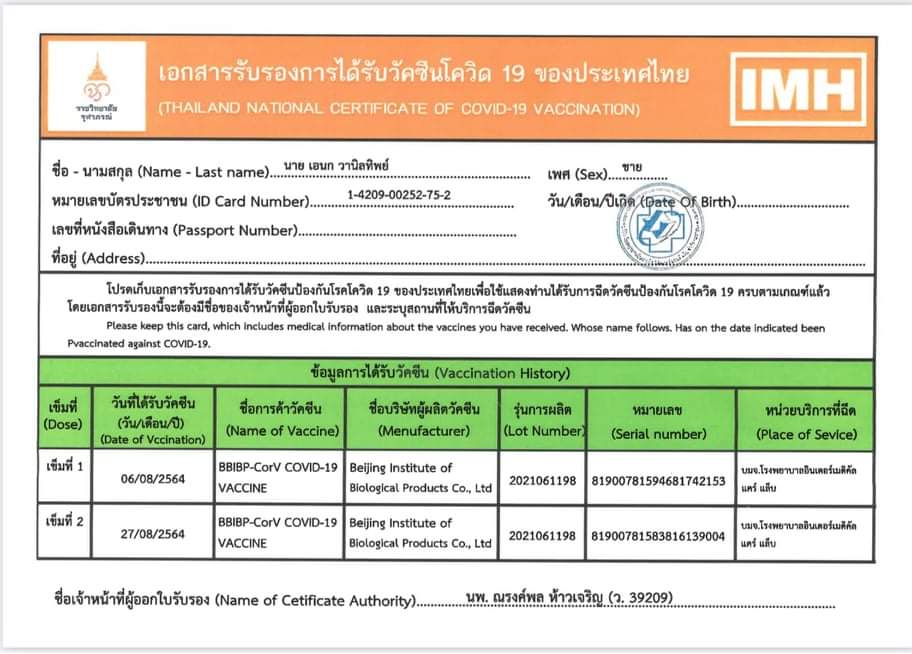 ราชวิทยาลัย
จุฬาภรณ์
เอกสารรับรองการได้รับวัคซีนโควิด 19 ของประเทศไทย
(THAILAND NATIONAL CERTIFICATE OF COVID-19 VACCINATION)
IMH
ชื่อ - นามสกุล (Name - Last name) นาย เอนก วานิลทิพย์ เพศ (Sex) ชาย
หมายเลขบัตรประชาชน (ID Card Number) 1-4209-00252-75-2 วัน/เดือน/ปีเกิด (Date Of Birth)
เลขที่หนังสือเดินทาง (Passport Number)
ที่อยู่ (Address)
โปรดเก็บเอกสารรับรองการได้รับวัคซีนป้องกันโรคโควิด 19 ของประเทศไทยเพื่อใช้แสดงท่านได้รับการฉีดวัคซีนป้องกันโรคโควิด 19 ครบตามเกณฑ์แล้ว
โดยเอกสารรับรองนี้จะต้องมีชื่อของเจ้าหน้าที่ผู้ออกใบรับรอง และระบุสถานที่ให้บริการฉีดวัคซีน
Please keep this card, which includes medical information about the vaccines you have received. Whose name follows. Has on the date indicated been
Pvaccinated against COVID-19.
ข้อมูลการได้รับวัคซีน (Vaccination History)
เข็มที่ (Dose)
วันที่ได้รับวัคซีน (วัน/เดือน/ปี) (Date of Vccination)
ชื่อการค้าวัคซีน (Name of Vaccine)
ชื่อบริษัทผู้ผลิตวัคซีน (Menufacturer)
รุ่นการผลิต (Lot Number)
หมายเลข (Serial number)
หน่วยบริการที่ฉีด (Place of Sevice)
เข็มที่ 1
06/08/2564
BBIBP-CorV COVID-19
VACCINE
Beijing Institute of
Biological Products Co., Ltd
2021061198
81900781594681742153
บมจ.โรงพยาบาลอินเตอร์เมดิคัล
แคร์ แล็บ
เข็มที่ 2
27/08/2564
BBIBP-CorV COVID-19
VACCINE
Beijing Institute of
Biological Products Co., Ltd
2021061198
81900781583816139004
บมจ.โรงพยาบาลอินเตอร์เมดิคัล
แคร์ แล็บ
ชื่อเจ้าหน้าที่ผู้ออกใบรับรอง (Name of Cetificate Authority) นพ. ณรงค์พล ห้าวเจริญ (ว. 39209)